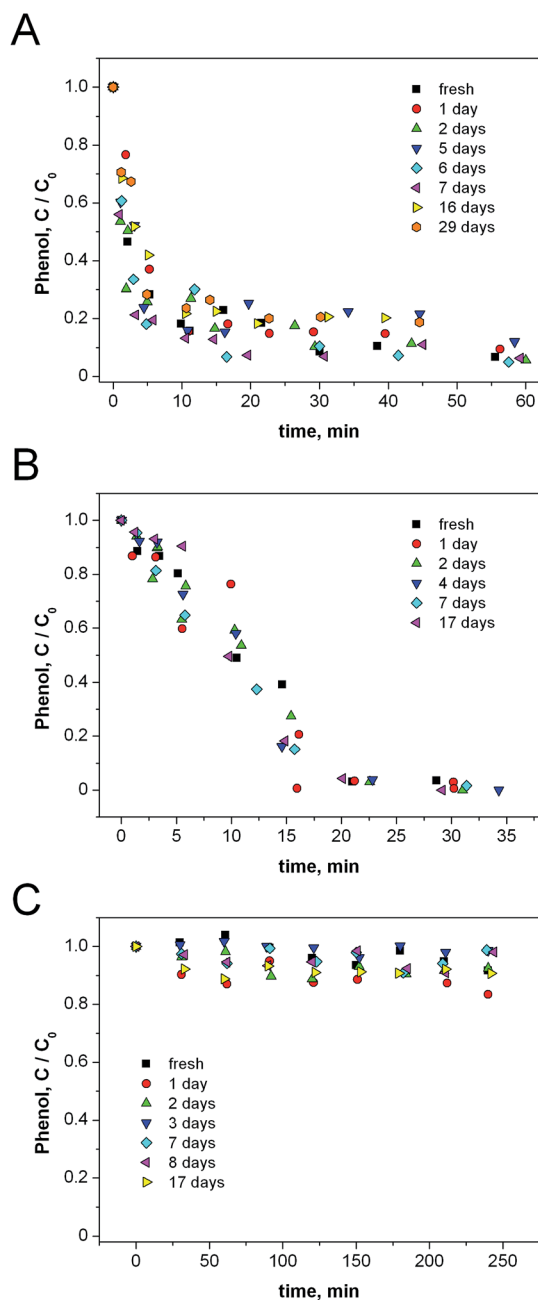 A
Phenol, C / C0
1.0
0.8
0.6
0.4
0.2
0
fresh
1 day
2 days
5 days
6 days
7 days
16 days
29 days
0 10 20 30 40 50 60
time, min
B
Phenol, C / C0
1.0
0.8
0.6
0.4
0.2
0
fresh
1 day
2 days
4 days
7 days
17 days
0 5 10 15 20 25 30 35
time, min
C
Phenol, C / C0
1.0
0.8
0.6
0.4
0.2
0
fresh
1 day
2 days
3 days
7 days
8 days
17 days
0 50 100 150 200 250
time, min